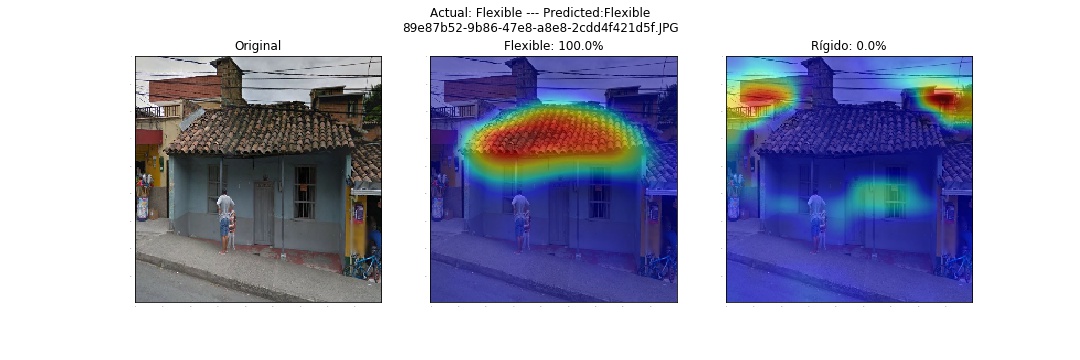 Actual: Flexible --- Predicted:Flexible
89e87b52-9b86-47e8-a8e8-2cdd4f421d5f.JPG
Original
Flexible: 100.0%
Rígido: 0.0%